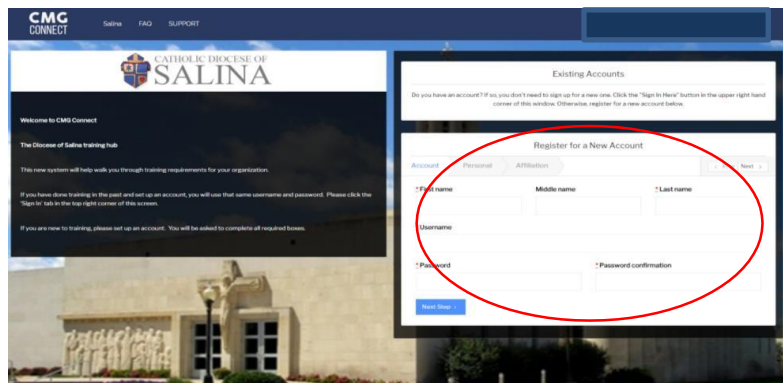 CMG
CONNECT
Salina FAQ SUPPORT
CATHOLIC DIOCESE OF
SALINA
Welcome to CMG Connect
The Diocese of Salina training hub
This new system will help walk you through training requirements for your organization.
If you have done training in the past and set up an account, you will use that same username and password. Please click the
'Sign In' tab in the top right corner of this screen.
If you are new to training, please set up an account. You will be asked to complete all required boxes.
Existing Accounts
Do you have an account? If so, you don't need to sign up for a new one. Click the "Sign In Here" button in the upper right hand
corner of this window. Otherwise, register for a new account below.
Register for a New Account
Account Personal Affiliation Next >
* First name Middle name * Last name
Username
* Password * Password confirmation
Next Step >